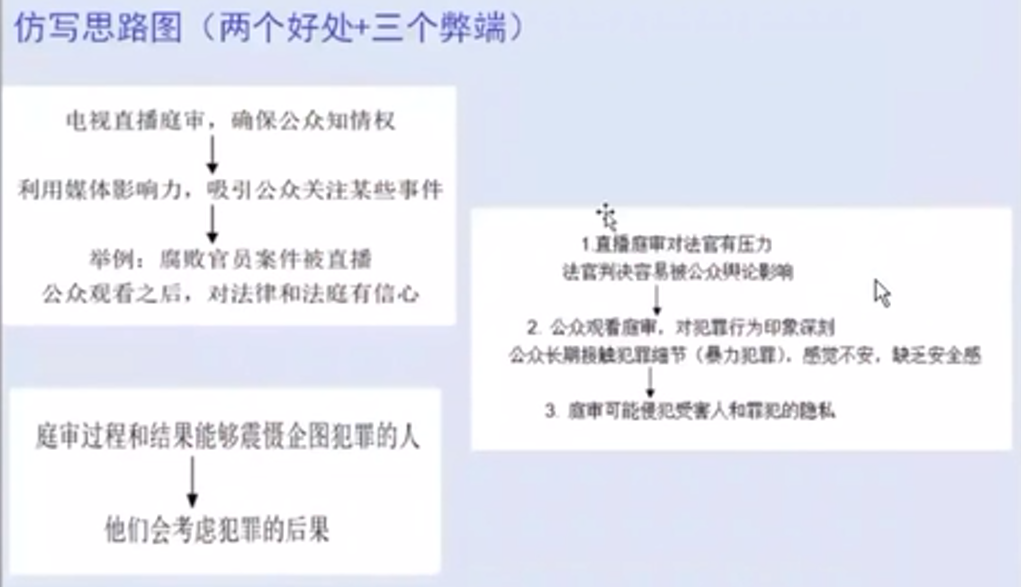 仿写思路图（两个好处+三个弊端）
电视直播庭审，确保公众知情权
利用媒体影响力，吸引公众关注某些事件
举例：腐败官员案件被直播
公众观看之后，对法律和法庭有信心
庭审过程和结果能够震慑企图犯罪的人
他们会考虑犯罪的后果
1.直播庭审对法官有压力
法官判决容易被公众舆论影响
2. 公众观看庭审，对犯罪行为印象深刻
公众长期接触犯罪细节（暴力犯罪），感觉不安，缺乏安全感
3. 庭审可能侵犯受害人和罪犯的隐私